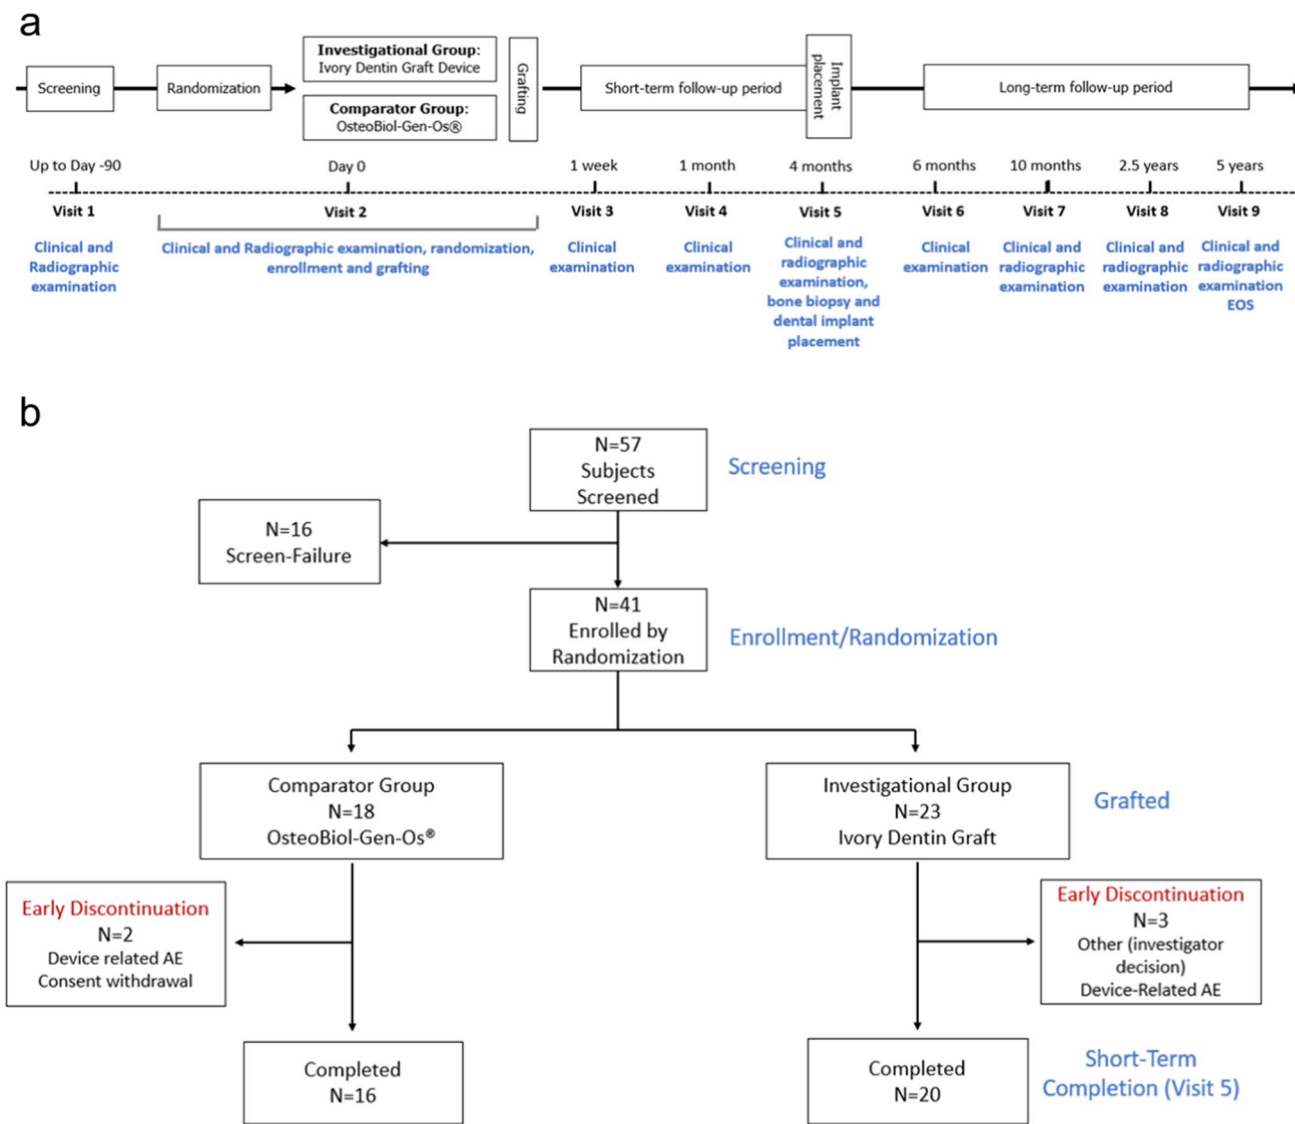 a
Investigational Group:
Ivory Dentin Graft Device
Comparator Group:
OsteoBiol-Gen-Os®
Screening
Randomization
Grafting
Short-term follow-up period
Implant
placement
Long-term follow-up period
Up to Day -90
Day 0
1 week
1 month
4 months
6 months
10 months
2.5 years
5 years
Visit 1
Visit 2
Visit 3
Visit 4
Visit 5
Visit 6
Visit 7
Visit 8
Visit 9
Clinical and
Radiographic
examination
Clinical and Radiographic examination, randomization,
enrollment and grafting
Clinical
examination
Clinical
examination
Clinical and
radiographic
examination,
bone biopsy and
dental implant
placement
Clinical
examination
Clinical and
radiographic
examination
Clinical and
radiographic
examination
Clinical and
radiographic
examination
EOS
b
N=57
Subjects
Screened
Screening
N=16
Screen-Failure
N=41
Enrolled by
Randomization
Enrollment/Randomization
Comparator Group
N=18
OsteoBiol-Gen-Os®
Investigational Group
N=23
Ivory Dentin Graft
Grafted
Early Discontinuation
N=2
Device related AE
Consent withdrawal
Early Discontinuation
N=3
Other (investigator
decision)
Device-Related AE
Completed
N=16
Completed
N=20
Short-Term
Completion (Visit 5)